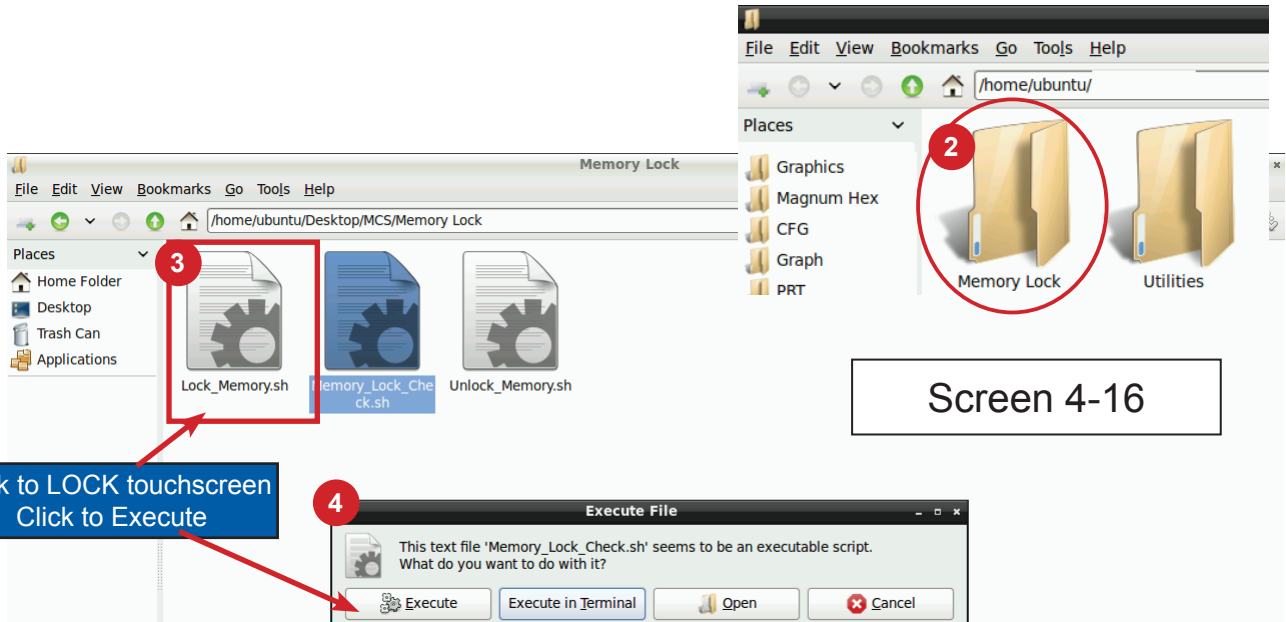 File Edit View Bookmarks Go Tools Help
/home/ubuntu/
Places
Graphics
Magnum Hex
CFG
Graph
PRT
2
Memory Lock
Utilities
Memory Lock
File Edit View Bookmarks Go Tools Help
/home/ubuntu/Desktop/MCS/Memory Lock
Places
Home Folder
Desktop
Trash Can
Applications
3
Lock_Memory.sh
Memory_Lock_Che
ck.sh
Unlock_Memory.sh
Screen 4-16
to LOCK touchscreen
Click to Execute
4
Execute File
This text file 'Memory_Lock_Check.sh' seems to be an executable script.
What do you want to do with it?
Execute
Execute in Terminal
Open
Cancel